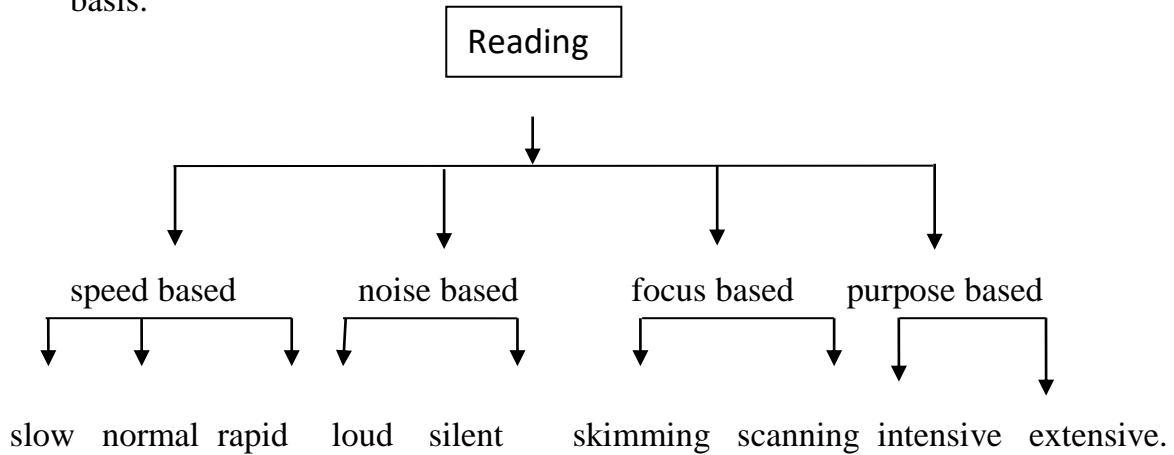 basis.
Reading
speed based noise based focus based purpose based
slow normal rapid loud silent skimming scanning intensive extensive.